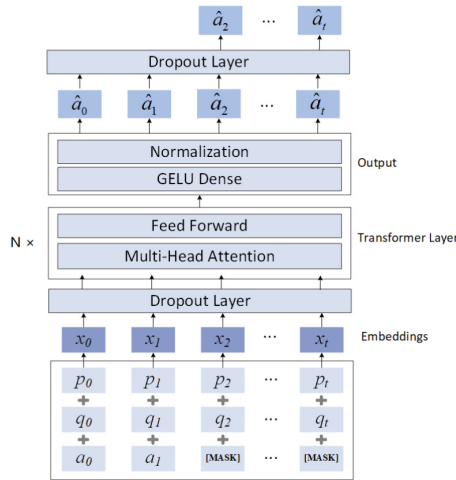 â₂ ... âₜ
Dropout Layer
â₀ â₁ â₂ ... âₜ
Normalization
GELU Dense
Output
Feed Forward
Multi-Head Attention
N ×
Transformer Layer
Dropout Layer
x₀ x₁ x₂ ... xₜ
Embeddings
p₀ p₁ p₂ ... pₜ
+ + + +
q₀ q₁ q₂ ... qₜ
+ + + +
a₀ a₁ [MASK] ... [MASK]